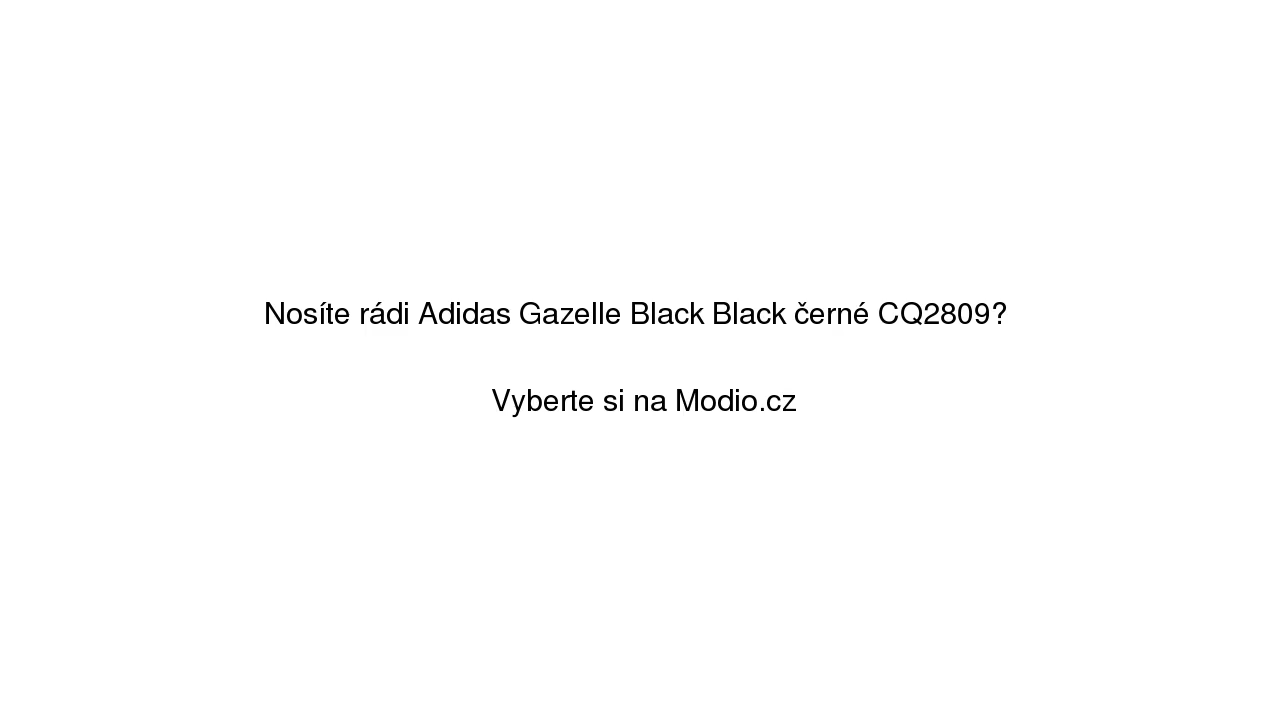 Nosíte rádi Adidas Gazelle Black Black černé CQ2809?
Vyberte si na Modio.cz